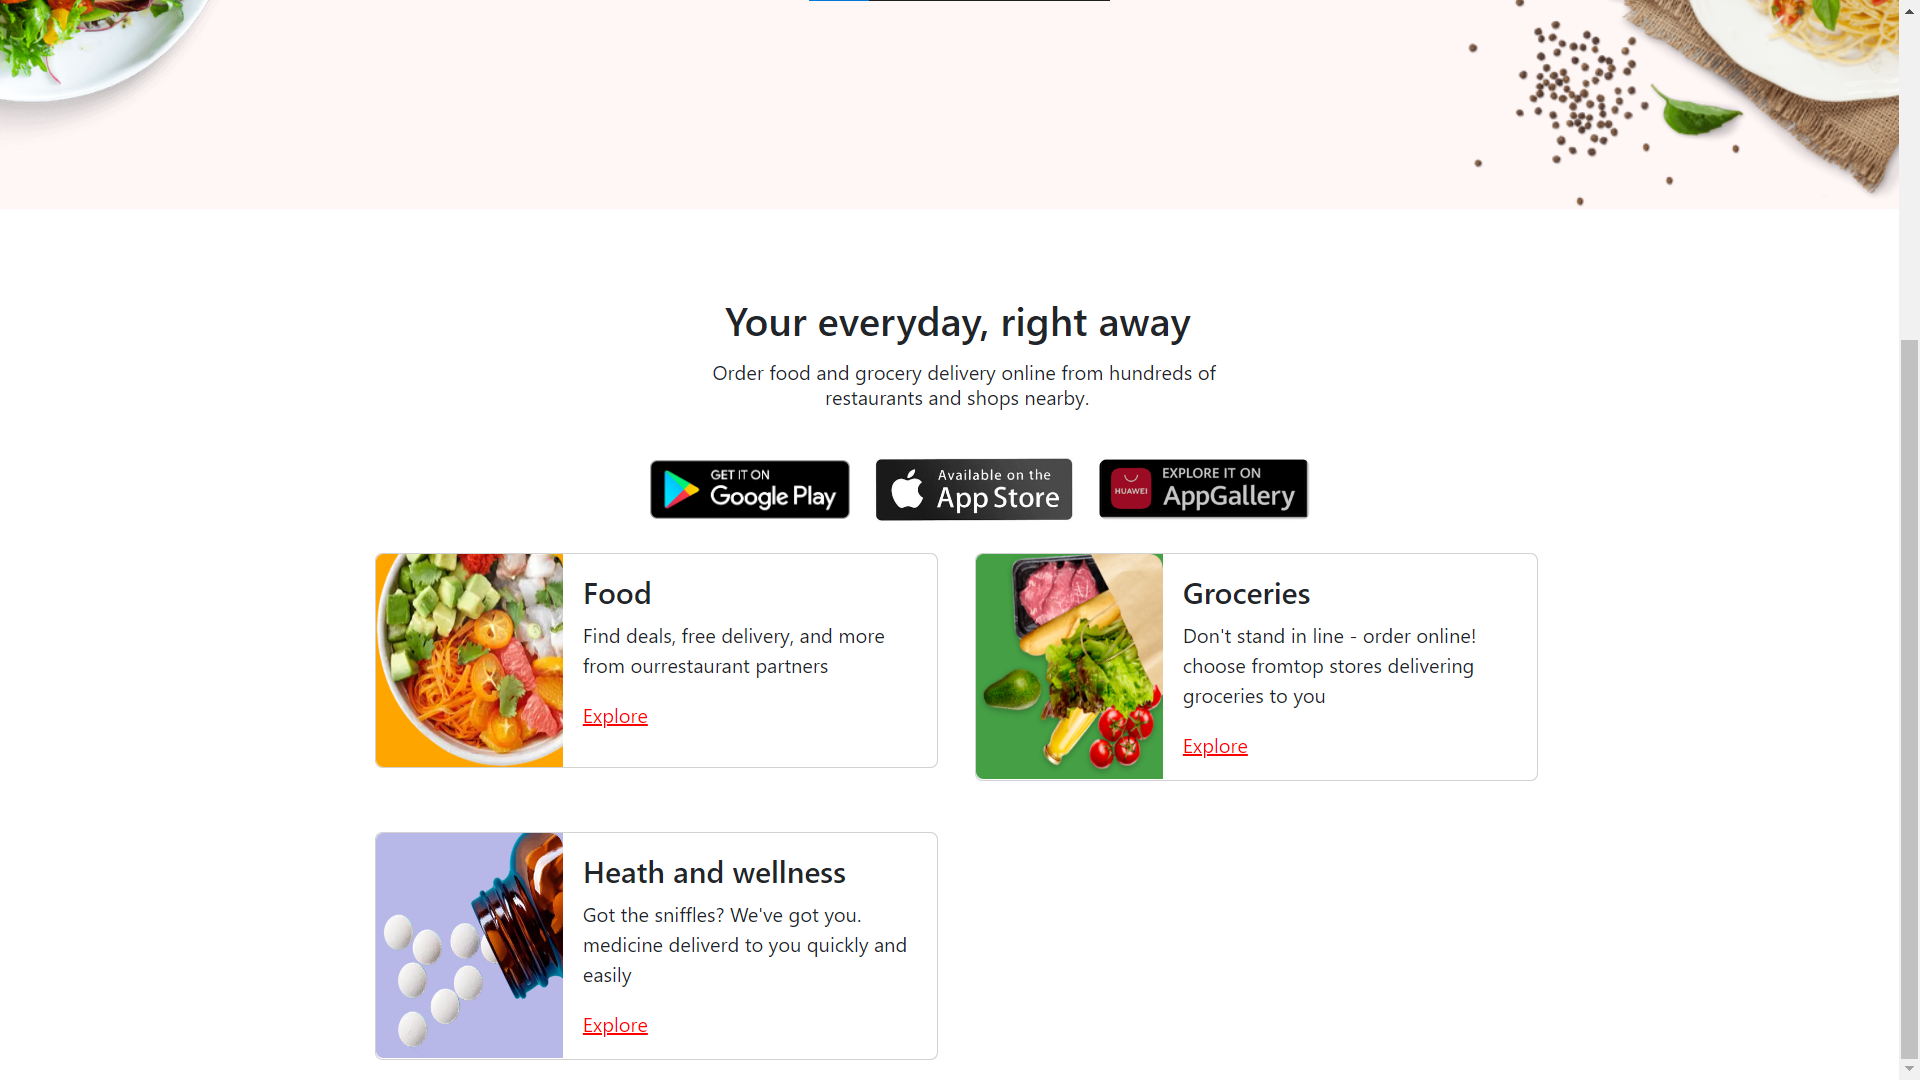 Your everyday, right away
Order food and grocery delivery online from hundreds of
restaurants and shops nearby.
GET IT ON
Google Play
Available on the
App Store
HUAWEI
EXPLORE IT ON
AppGallery
Food
Find deals, free delivery, and more
from ourrestaurant partners
Explore
Groceries
Don't stand in line - order online!
choose fromtop stores delivering
groceries to you
Explore
Heath and wellness
Got the sniffles? We've got you.
medicine deliverd to you quickly and
easily
Explore